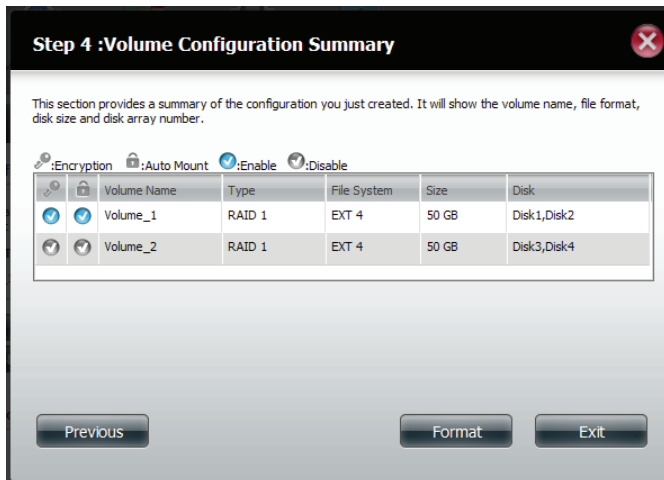 Step 4 :Volume Configuration Summary
This section provides a summary of the configuration you just created. It will show the volume name, file format,
disk size and disk array number.
:Encryption :Auto Mount :Enable :Disable
Volume Name Type File System Size Disk
Volume_1 RAID 1 EXT 4 50 GB Disk1,Disk2
Volume_2 RAID 1 EXT 4 50 GB Disk3,Disk4
Previous Format Exit